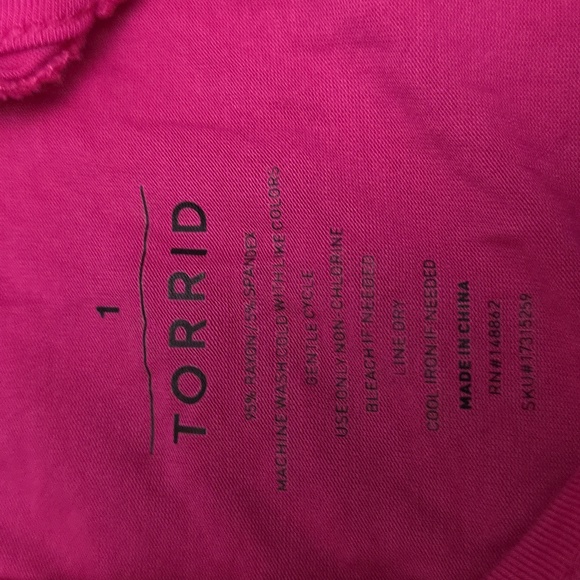 1
TORRID
95% RAYON/5% SPANDEX
MACHINE WASH COLD WITH LIKE COLORS
GENTLE CYCLE
USE ONLY NON-CHLORINE
BLEACH IF NEEDED
LINE DRY
COOL IRON IF NEEDED
MADE IN CHINA
RN#148862
SKU#17315259